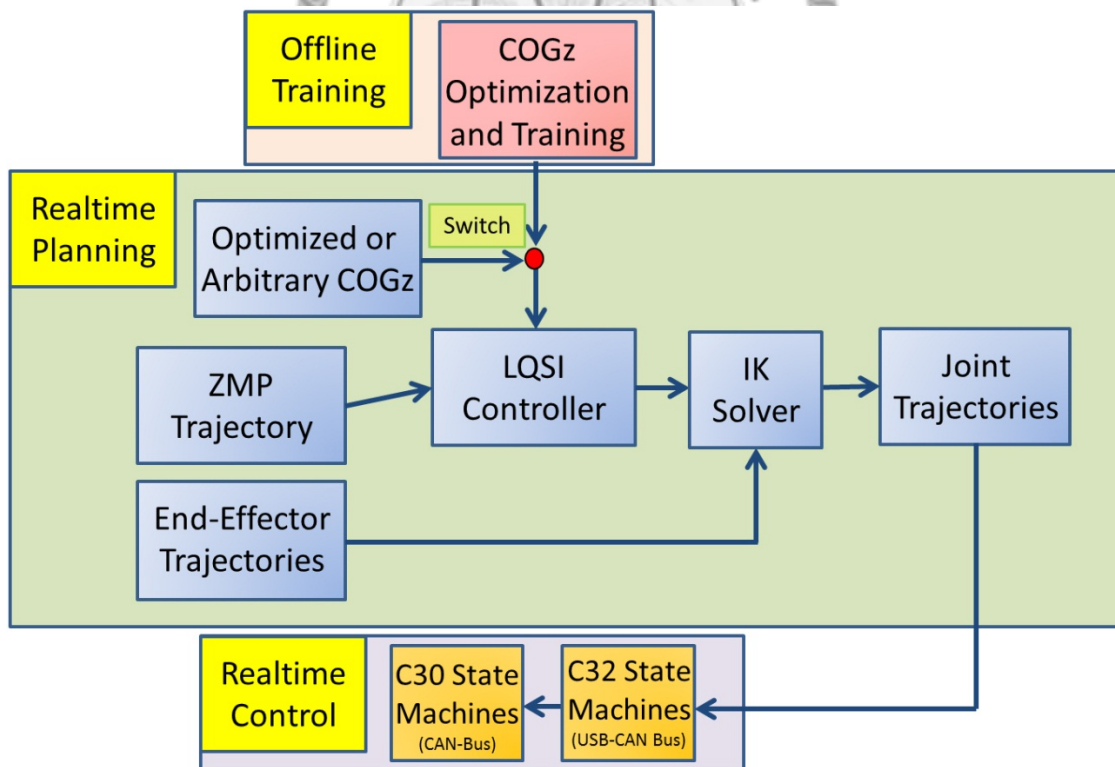 Offline
Training
COGz
Optimization
and Training
Realtime
Planning
Optimized or
Arbitrary COGz
Switch
ZMP
Trajectory
LQSI
Controller
IK
Solver
Joint
Trajectories
End-Effector
Trajectories
Realtime
Control
C30 State
Machines
(CAN-Bus)
C32 State
Machines
(USB-CAN Bus)